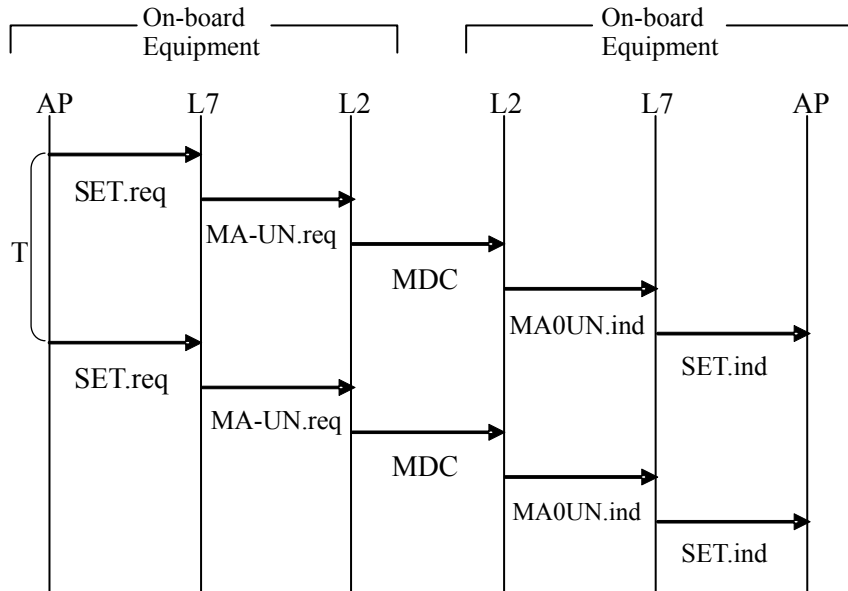 On-board
Equipment
On-board
Equipment
AP L7 L2 L2 L7 AP
SET.req
MA-UN.req
T
MDC
MA0UN.ind
SET.req
SET.ind
MA-UN.req
MDC
MA0UN.ind
SET.ind